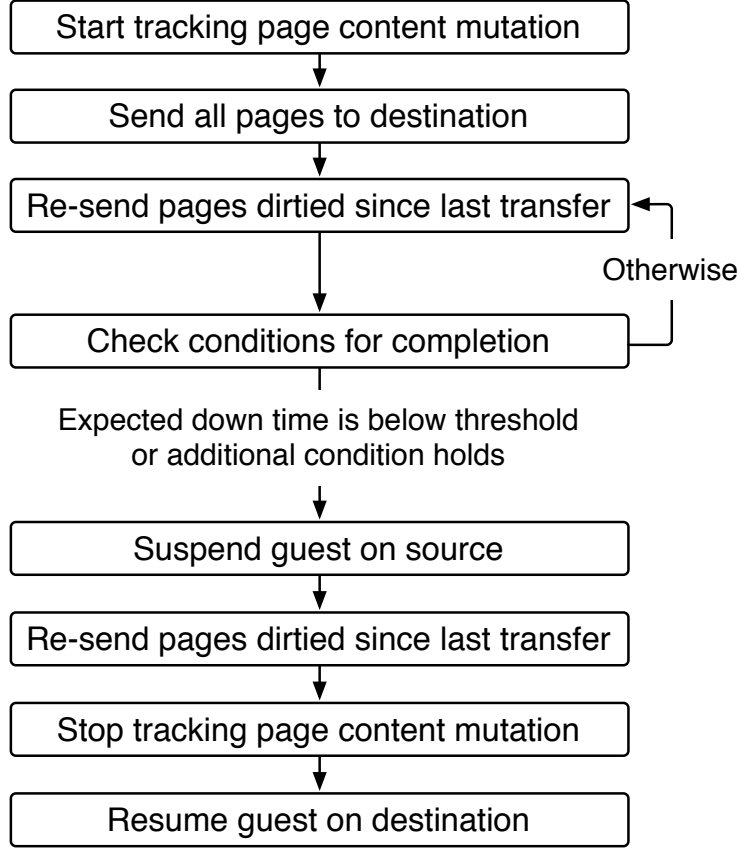 Start tracking page content mutation
Send all pages to destination
Re-send pages dirtied since last transfer
Otherwise
Check conditions for completion
Expected down time is below threshold
or additional condition holds
Suspend guest on source
Re-send pages dirtied since last transfer
Stop tracking page content mutation
Resume guest on destination